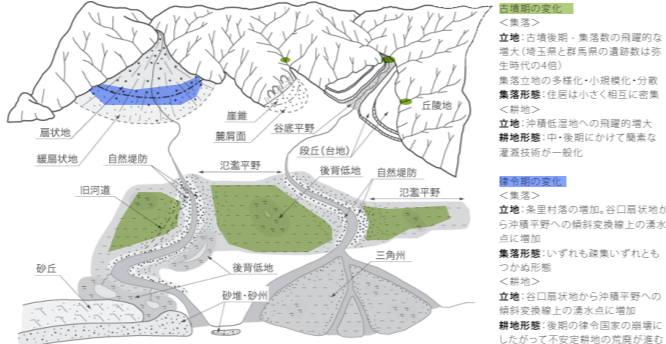 扇状地
緩扇状地
自然堤防
旧河道
砂丘
崖錐
麓屑面
谷底平野
段丘(台地)
丘陵地
氾濫平野
後背低地
自然堤防
氾濫平野
後背低地
砂堆・砂州
三角州
古墳期の変化
<集落>
立地:古墳後期 - 集落数の飛躍的な
増大(埼玉県と群馬県の遺跡数は弥
生時代の4倍)
集落立地の多様化・小規模化・分散
集落形態:住居は小さく相互に密集
<耕地>
立地:沖積低湿地への飛躍的増大
耕地形態:中・後期にかけて簡素な
灌漑技術が一般化
律令期の変化
<集落>
立地:条里村落の増加。谷口扇状地か
ら沖積平野への傾斜変換線上の湧水
点に増加
集落形態:いずれも疎集いずれとも
つかぬ形態
<耕地>
立地:谷口扇状地から沖積平野への
傾斜変換線上の湧水点に増加
耕地形態:後期の律令国家の崩壊に
したがって不安定耕地の荒廃が進む